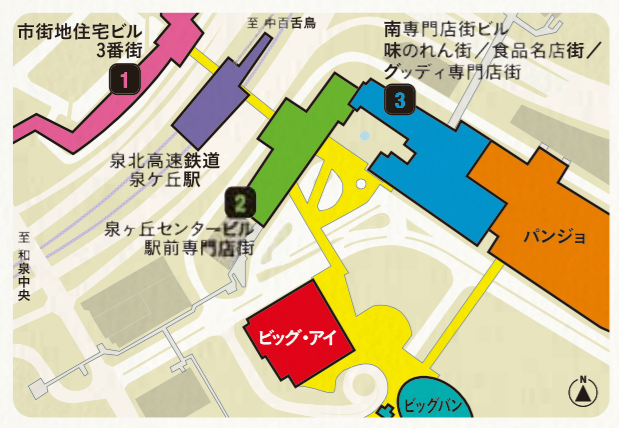 至 中百舌鳥
市街地住宅ビル
3番街
1
南専門店街ビル
味のれん街／食品名店街／
グッディ専門店街
3
泉北高速鉄道
泉ケ丘駅
2
泉ヶ丘センタービル
駅前専門店街
至 和泉中央
パンジョ
ビッグ・アイ
ビッグバン
N